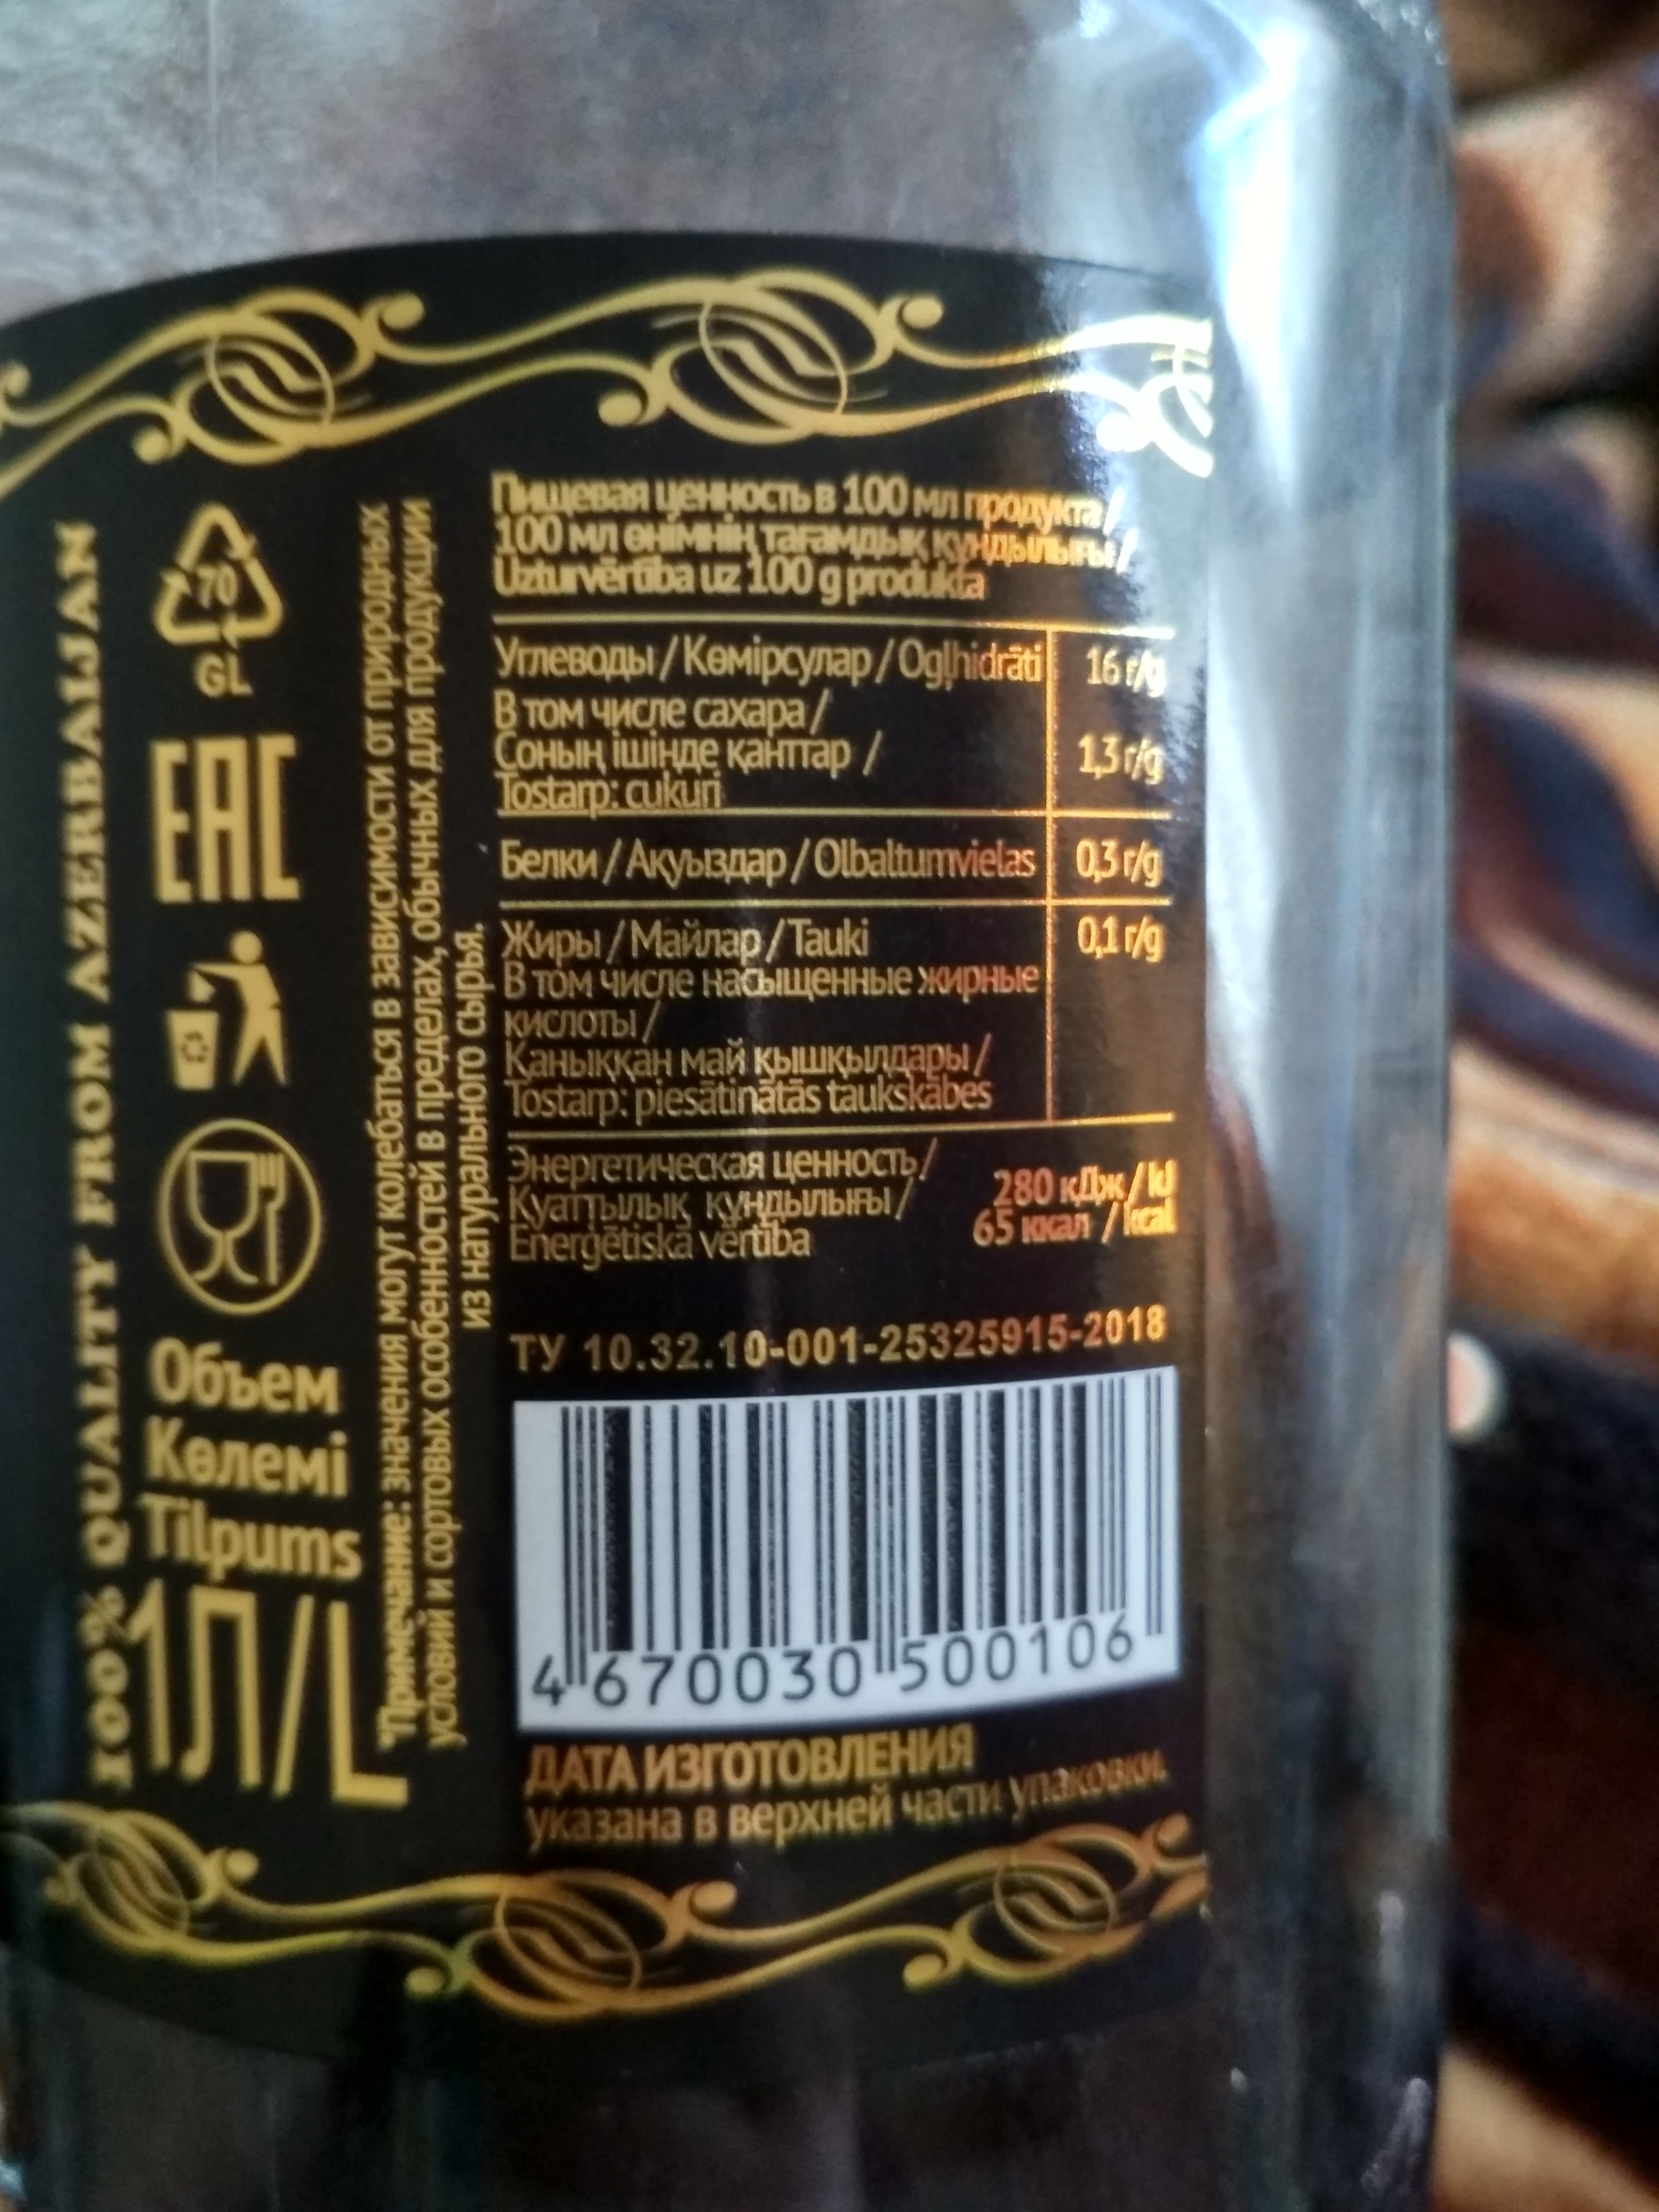 100% QUALITY FROM AZERBAIJAN
70
GL
EAC
Объем
Көлемі
Tilpums
1Л/L
*Примечание: значения могут колебаться в зависимости от природных
условий и сортовых особенностей в пределах, обычных для продукции
из натурального сырья.
Пищевая ценность в 100 мл продукта /
100 мл өнімнің тағамдық құндылығы /
Uzturvērtība uz 100 g produkta
Углеводы / Көмірсулар / Ogļhidrāti 16 г/g
В том числе сахара /
Соның ішінде қанттар / 1,3 г/g
Tostarp: cukuri
Белки / Ақуыздар / Olbaltumvielas 0,3 г/g
Жиры / Майлар / Tauki 0,1 г/g
В том числе насыщенные жирные
кислоты /
Қаныққан май қышқылдары /
Tostarp: piesātinātās taukskābes
Энергетическая ценность /
Қуаттылық құндылығы / 280 кДж / kJ
Enerģētiskā vērtība 65 ккал / kcal
ТУ 10.32.10-001-25325915-2018
4 670030 500106
ДАТА ИЗГОТОВЛЕНИЯ
указана в верхней части упаковки.